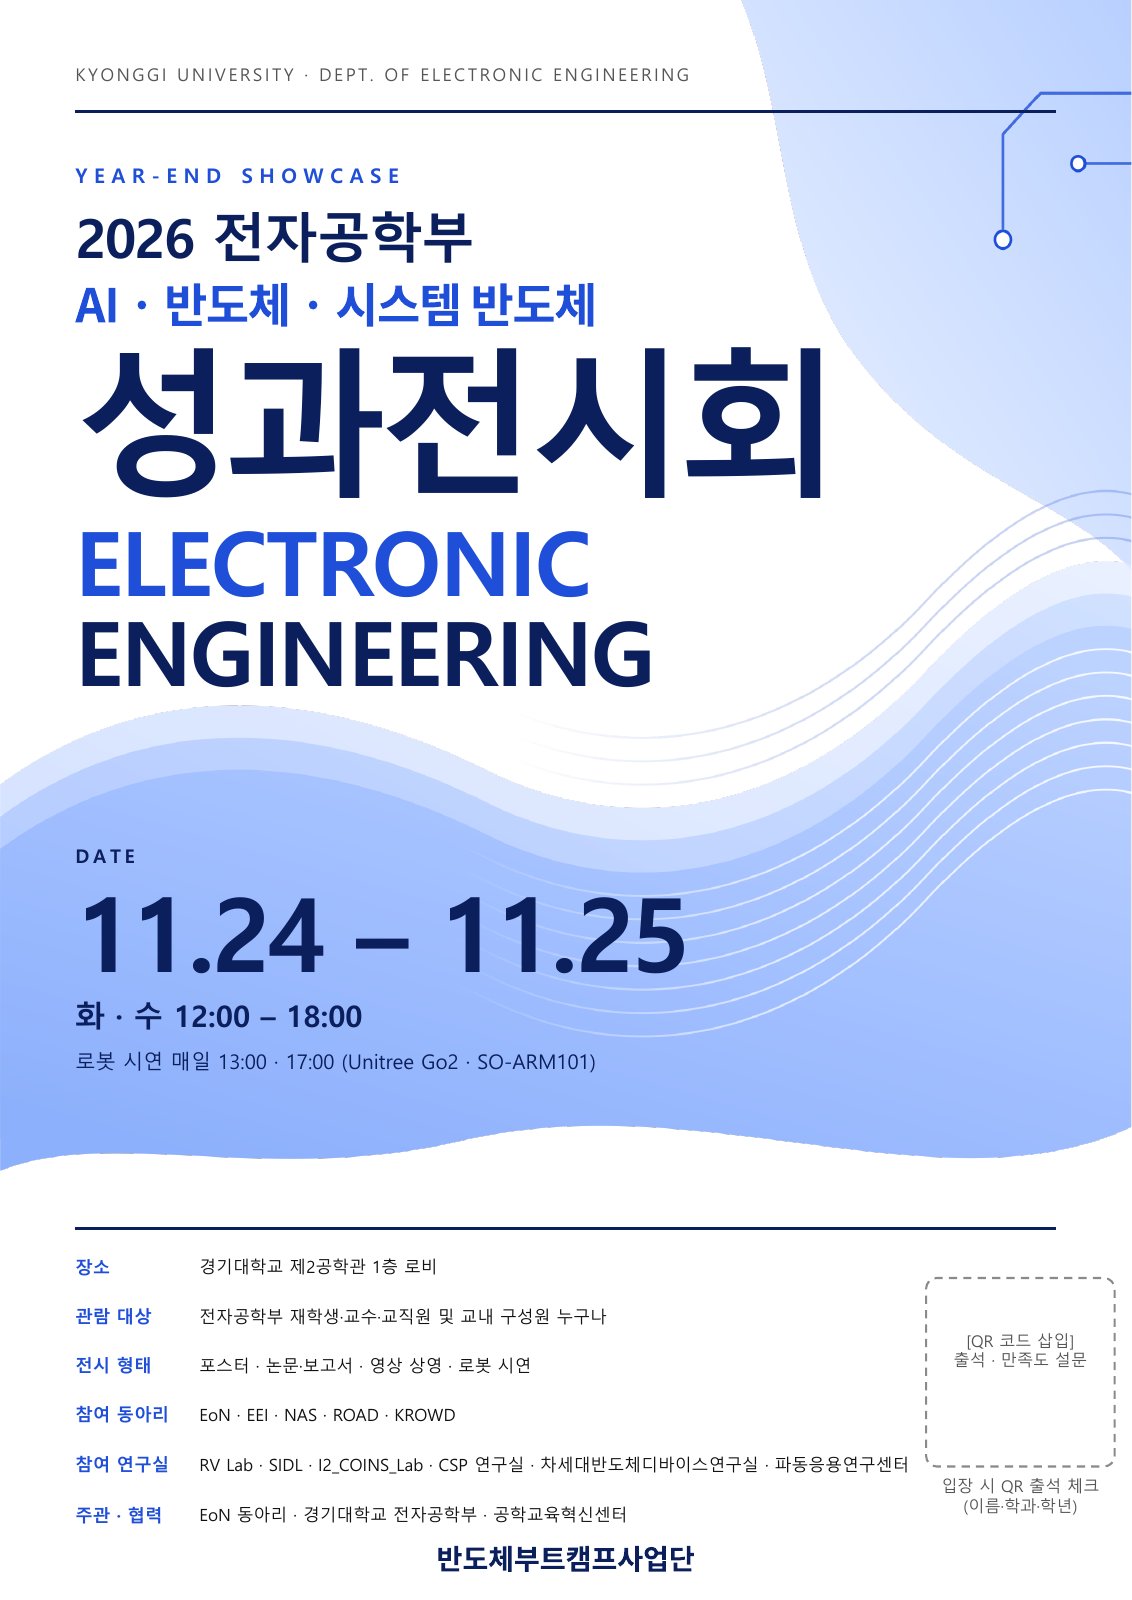 KYONGGI UNIVERSITY · DEPT. OF ELECTRONIC ENGINEERING
YEAR-END SHOWCASE
2026 전자공학부
AI · 반도체 · 시스템 반도체
성과전시회
ELECTRONIC
ENGINEERING
DATE
11.24 – 11.25
화 · 수 12:00 – 18:00
로봇 시연 매일 13:00 · 17:00 (Unitree Go2 · SO-ARM101)
장소 경기대학교 제2공학관 1층 로비
관람 대상 전자공학부 재학생·교수·교직원 및 교내 구성원 누구나
전시 형태 포스터 · 논문·보고서 · 영상 상영 · 로봇 시연
참여 동아리 EoN · EEI · NAS · ROAD · KROWD
참여 연구실 RV Lab · SIDL · I2_COINS_Lab · CSP 연구실 · 차세대반도체디바이스연구실 · 파동응용연구센터
주관 · 협력 EoN 동아리 · 경기대학교 전자공학부 · 공학교육혁신센터
[QR 코드 삽입]
출석 · 만족도 설문
입장 시 QR 출석 체크
(이름·학과·학년)
반도체부트캠프사업단